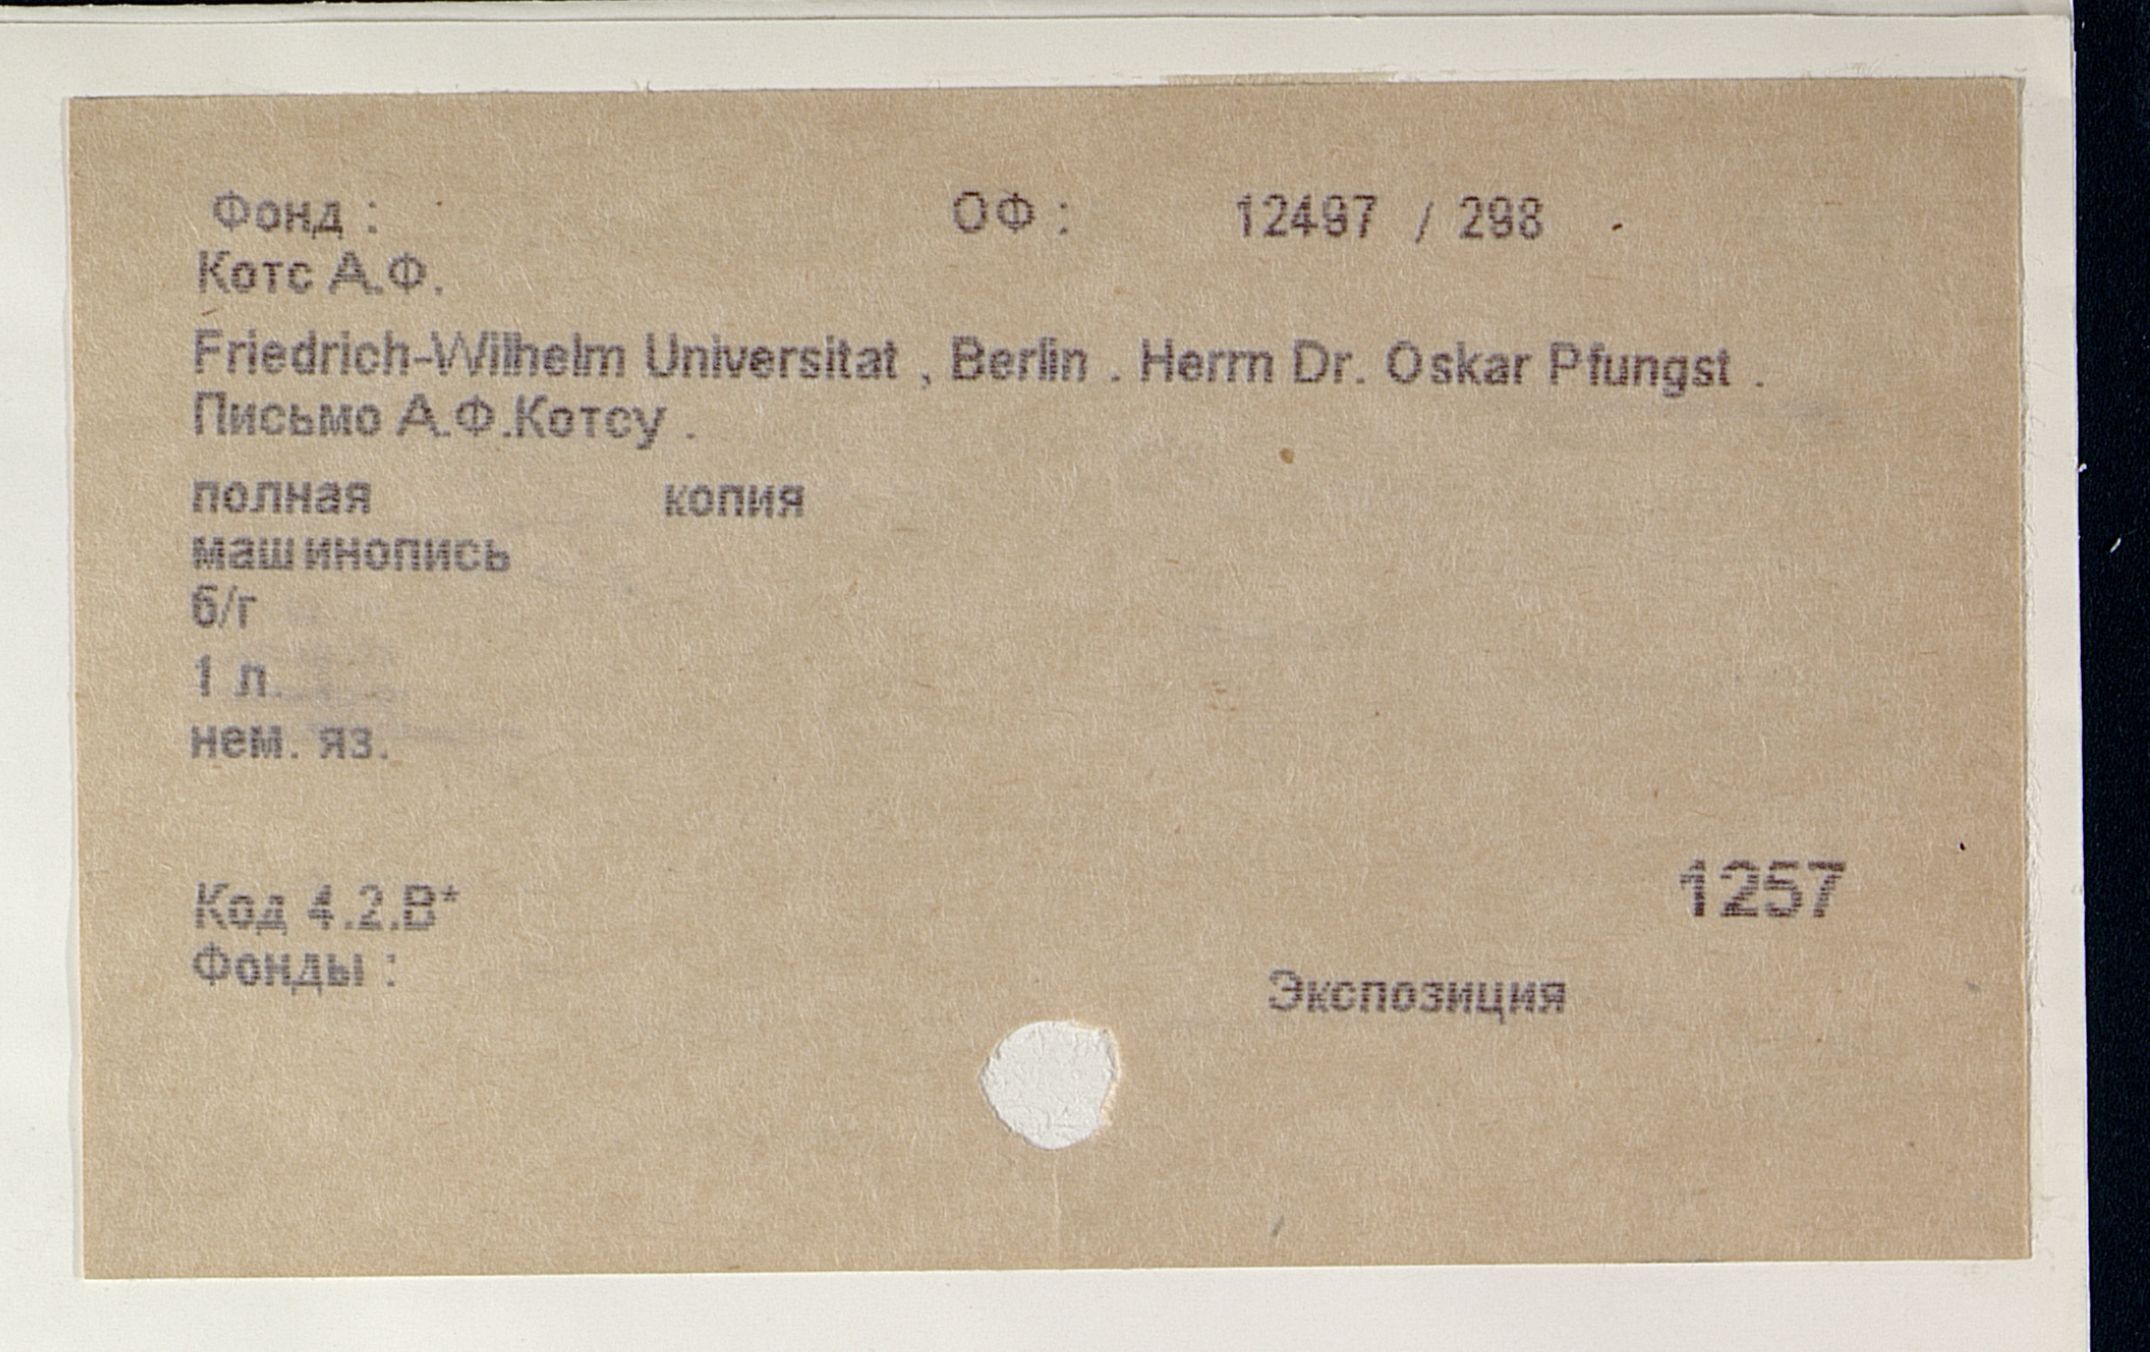 Фонд : ОФ : 12497 / 298
Котс А.Ф.
Friedrich-Wilhelm Universitat , Berlin . Herrn Dr. Oskar Pfungst .
Письмо А.Ф.Котсу .
полная копия
машинопись
б/г
1 л.
нем. яз.
1257
Код 4.2.В*
Фонды :
Экспозиция